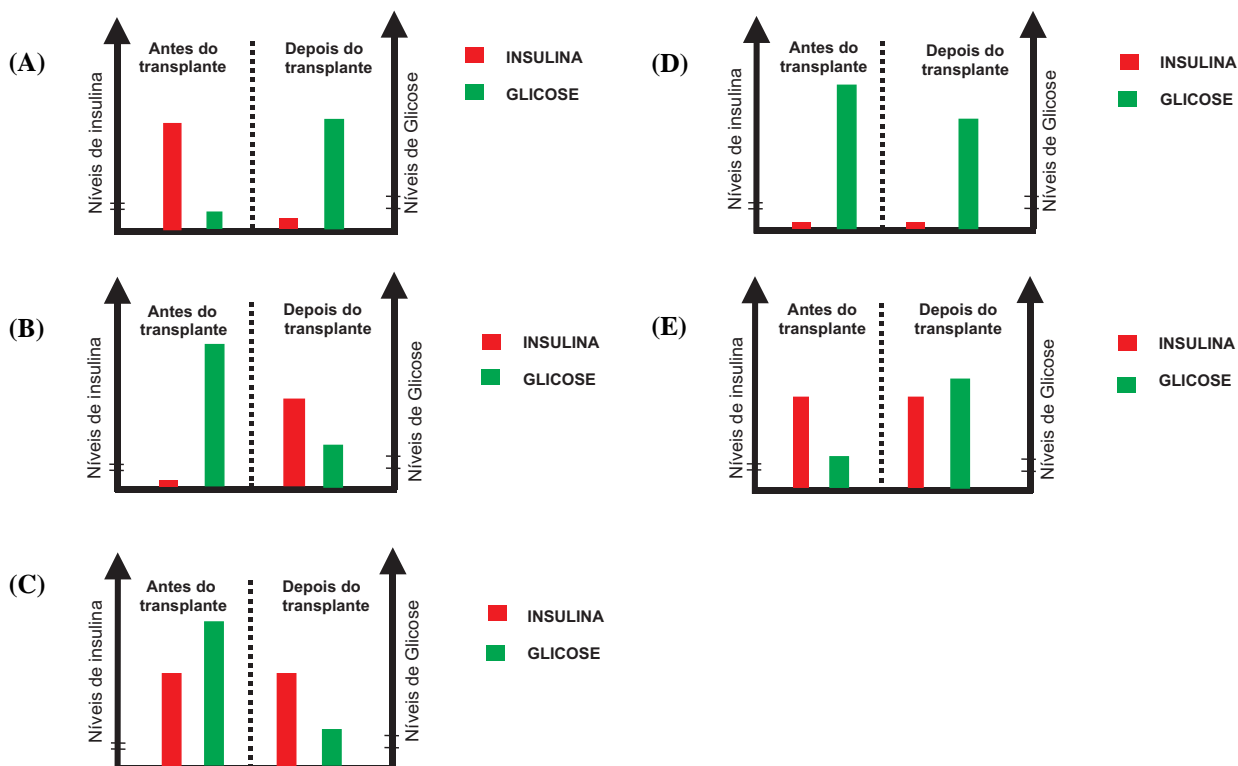 (A)
Níveis de insulina
Antes do
transplante
Depois do
transplante
Níveis de Glicose
INSULINA
GLICOSE
(B)
Níveis de insulina
Antes do
transplante
Depois do
transplante
Níveis de Glicose
INSULINA
GLICOSE
(C)
Níveis de insulina
Antes do
transplante
Depois do
transplante
Níveis de Glicose
INSULINA
GLICOSE
(D)
Níveis de insulina
Antes do
transplante
Depois do
transplante
Níveis de Glicose
INSULINA
GLICOSE
(E)
Níveis de insulina
Antes do
transplante
Depois do
transplante
Níveis de Glicose
INSULINA
GLICOSE